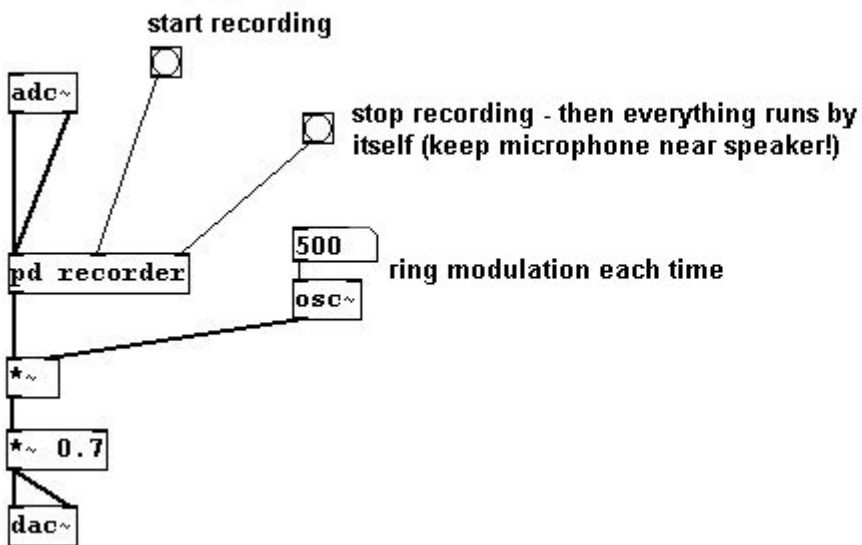 start recording
adc~
stop recording - then everything runs by
itself (keep microphone near speaker!)
500
pd recorder
ring modulation each time
osc~
*~
*~ 0.7
dac~